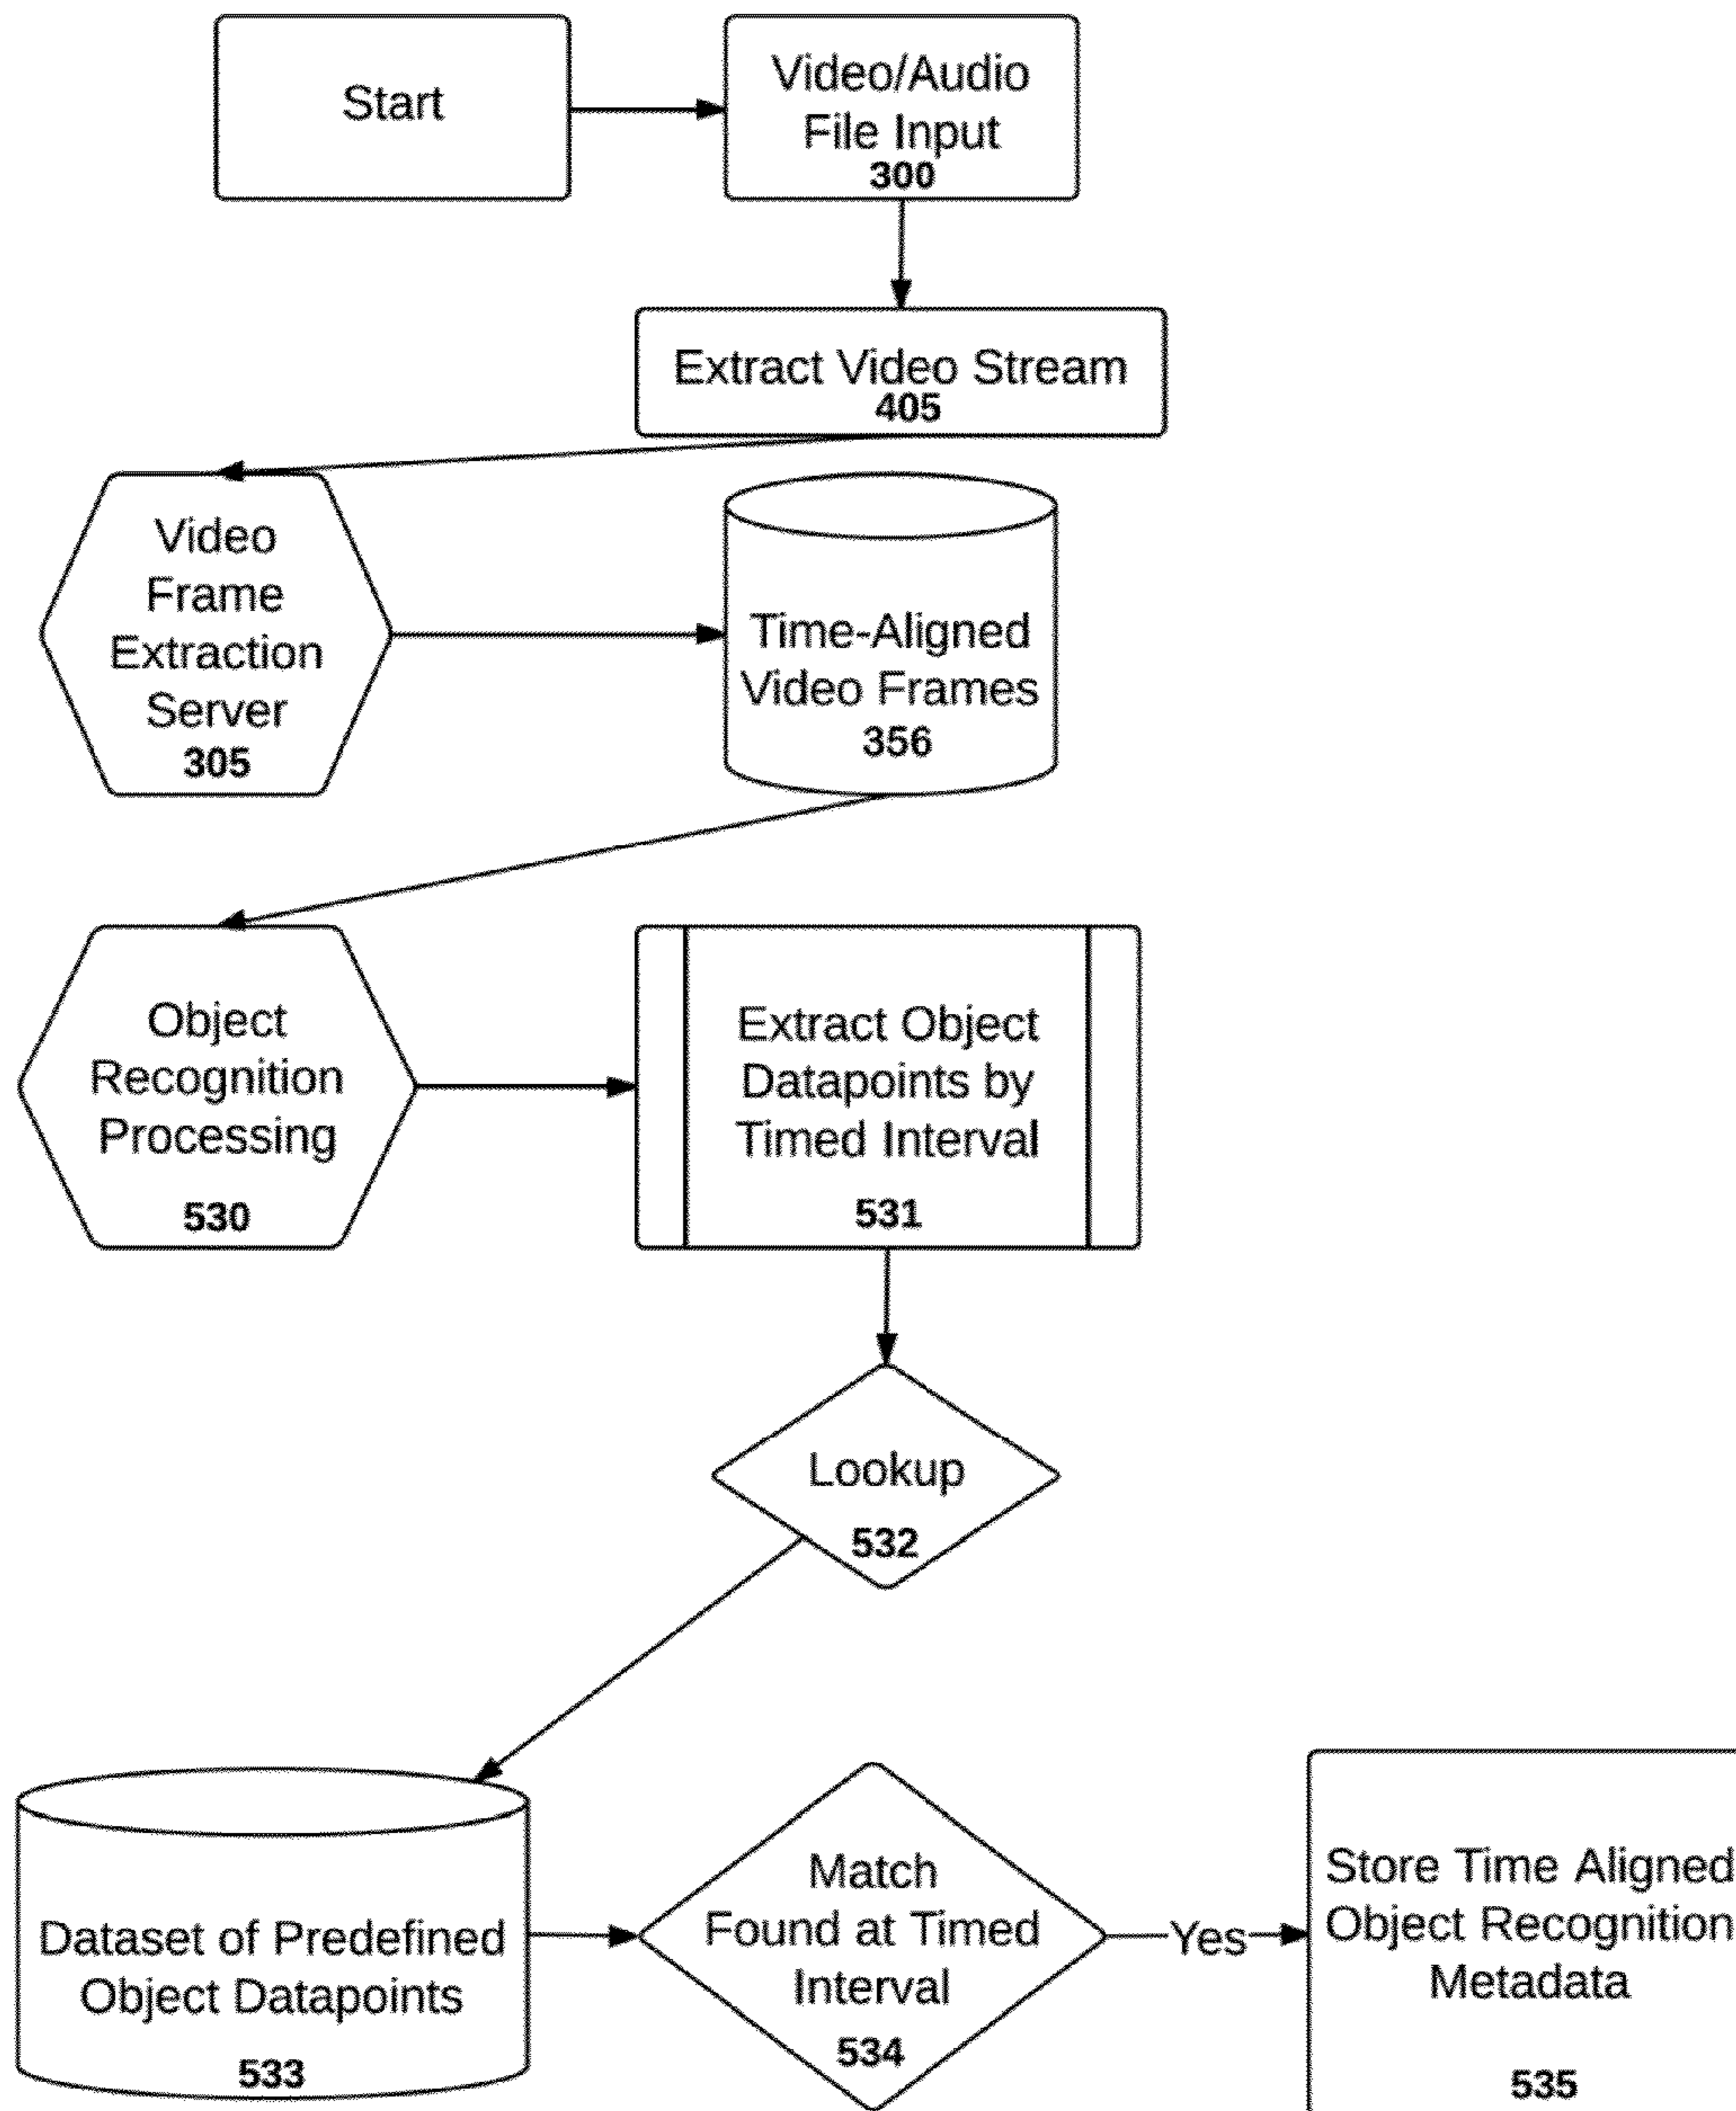 Start
Video/Audio
File Input
300
Extract Video Stream
405
Video
Frame
Extraction
Server
305
Time-Aligned
Video Frames
356
Object
Recognition
Processing
530
Extract Object
Datapoints by
Timed Interval
531
Lookup
532
Dataset of Predefined
Object Datapoints
533
Match
Found at Timed
Interval
534
Yes
Store Time Aligned
Object Recognition
Metadata
535